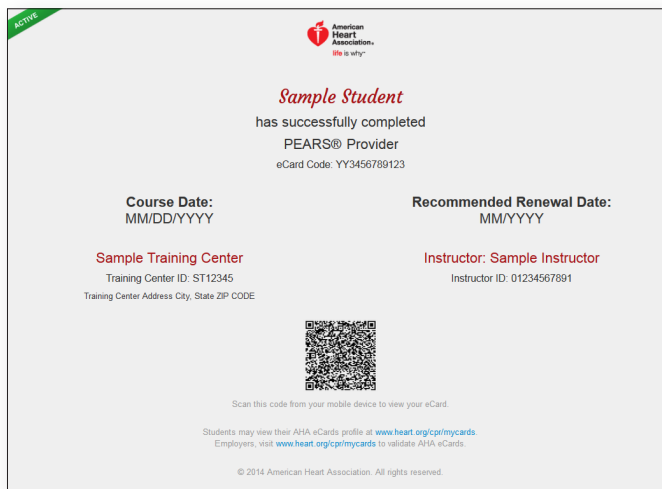 ACTIVE
American
Heart
Association®
life is why™
Sample Student
has successfully completed
PEARS® Provider
eCard Code: YY3456789123
Course Date:
MM/DD/YYYY
Recommended Renewal Date:
MM/YYYY
Sample Training Center
Training Center ID: ST12345
Training Center Address City, State ZIP CODE
Instructor: Sample Instructor
Instructor ID: 01234567891
Scan this code from your mobile device to view your eCard.
Students may view their AHA eCards profile at www.heart.org/cpr/mycards.
Employers, visit www.heart.org/cpr/mycards to validate AHA eCards.
© 2014 American Heart Association. All rights reserved.